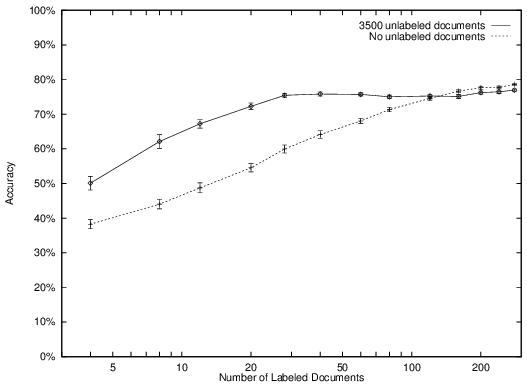 100%
90%
80%
70%
60%
50%
40%
30%
20%
10%
0%
Accuracy
3500 unlabeled documents
No unlabeled documents
5 10 20 50 100 200
Number of Labeled Documents